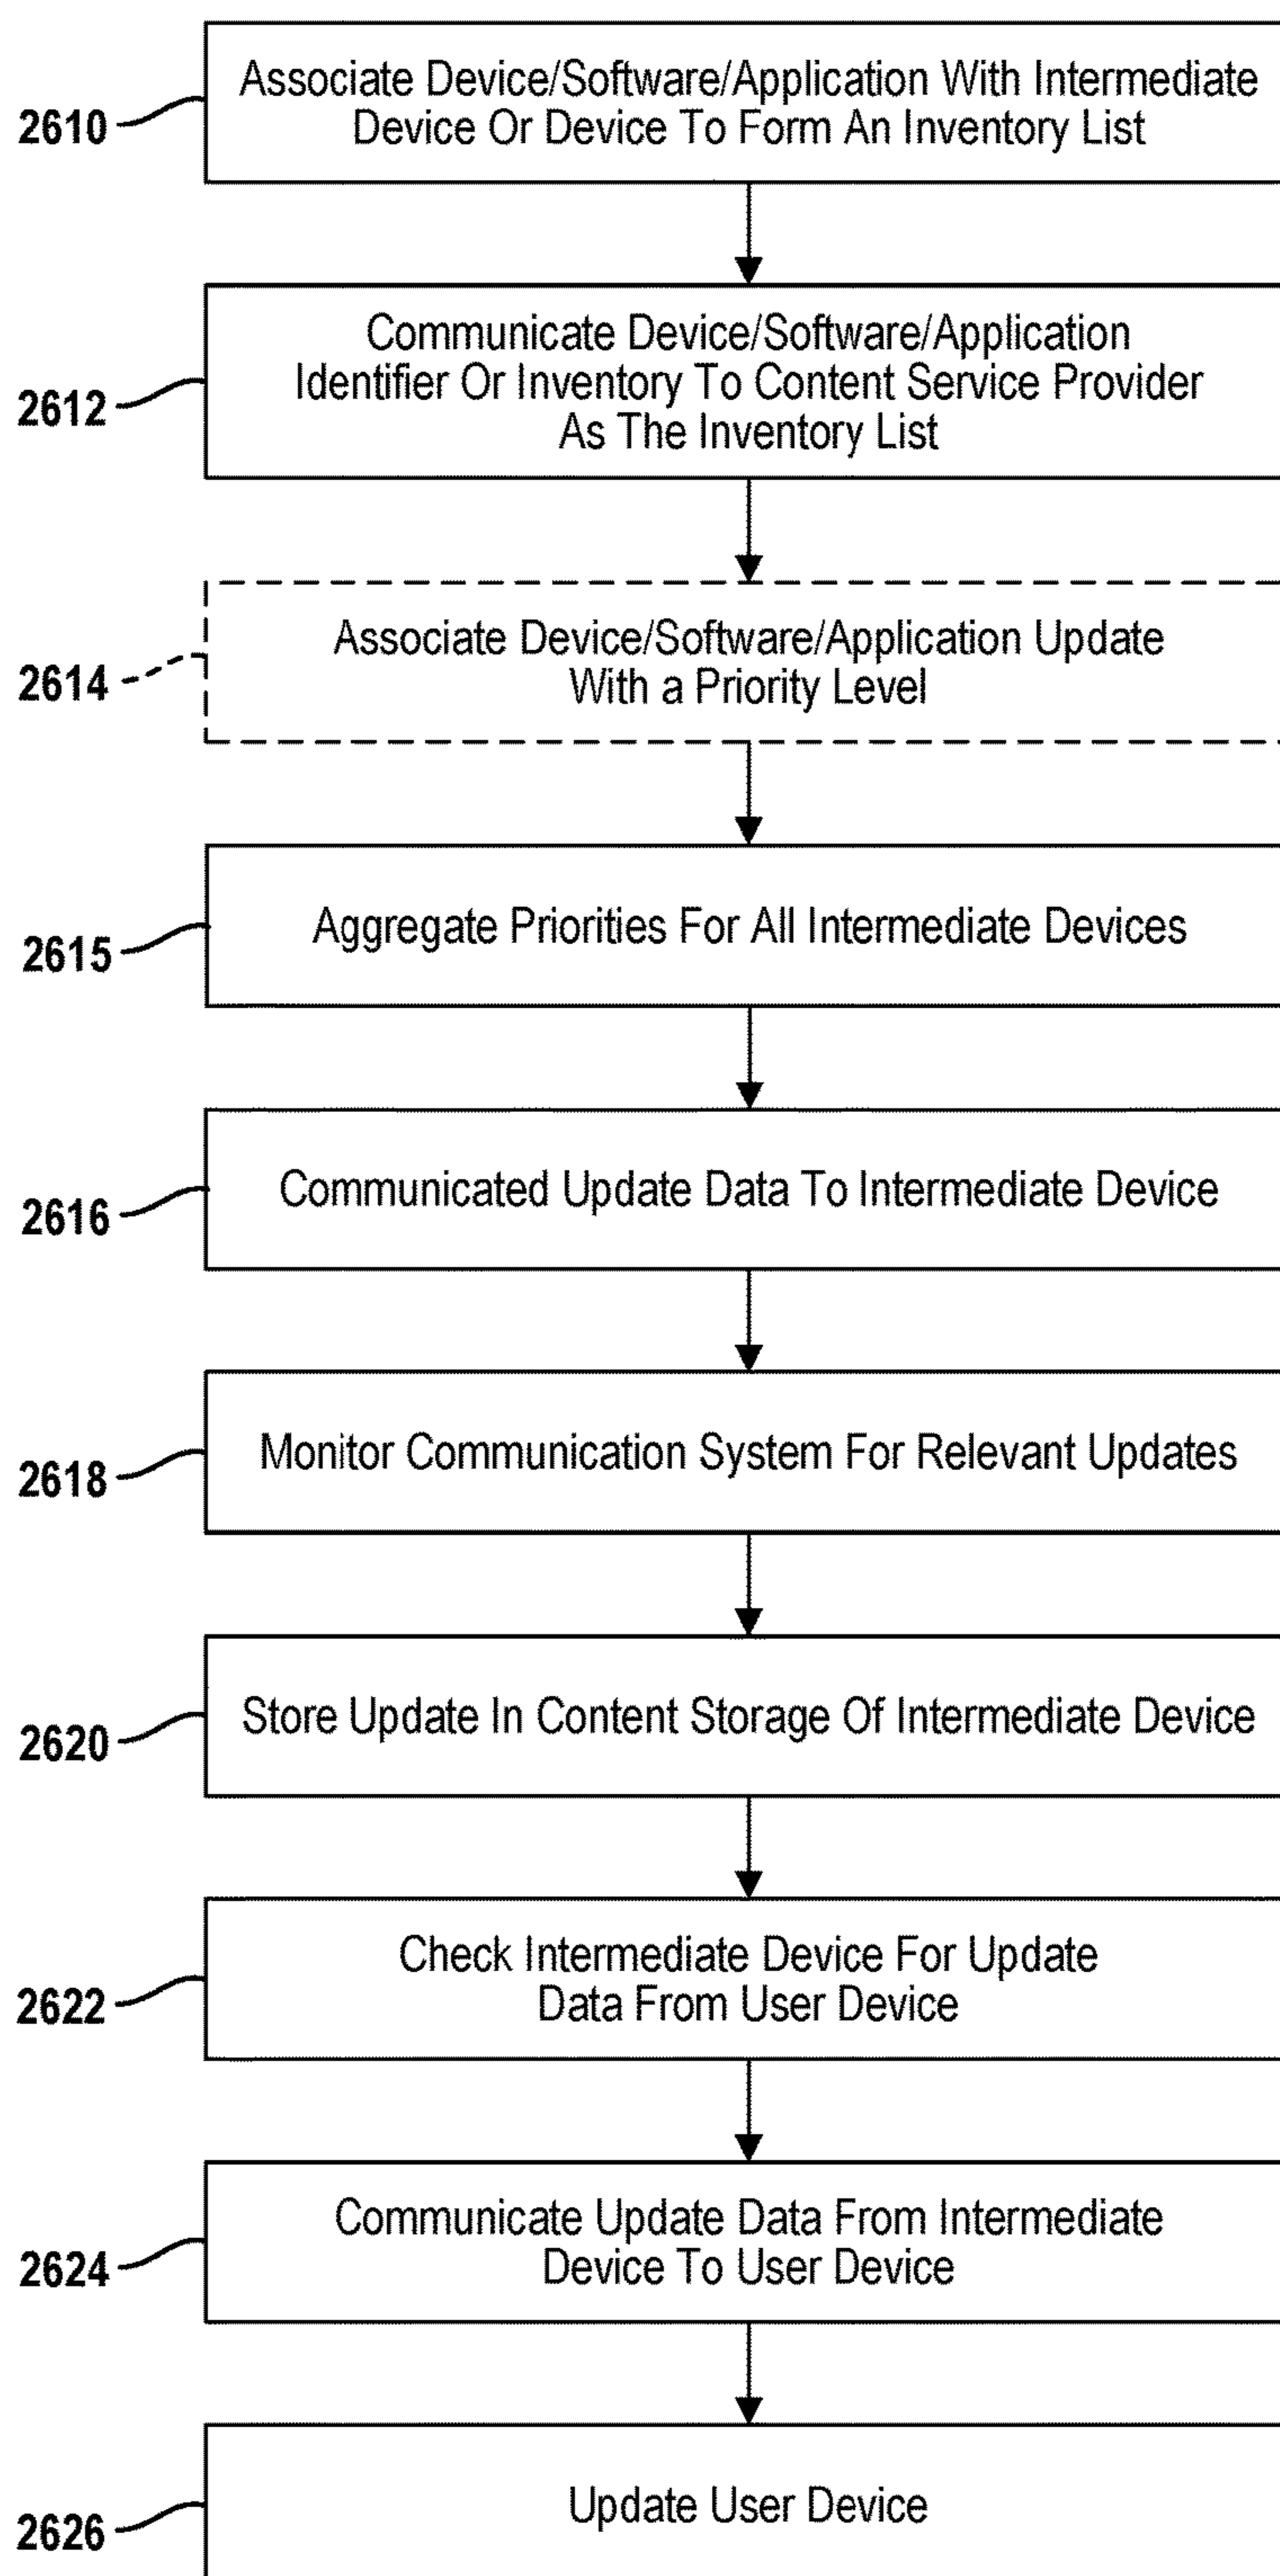 2610
Associate Device/Software/Application With Intermediate
Device Or Device To Form An Inventory List
2612
Communicate Device/Software/Application
Identifier Or Inventory To Content Service Provider
As The Inventory List
2614
Associate Device/Software/Application Update
With a Priority Level
2615
Aggregate Priorities For All Intermediate Devices
2616
Communicated Update Data To Intermediate Device
2618
Monitor Communication System For Relevant Updates
2620
Store Update In Content Storage Of Intermediate Device
2622
Check Intermediate Device For Update
Data From User Device
2624
Communicate Update Data From Intermediate
Device To User Device
2626
Update User Device